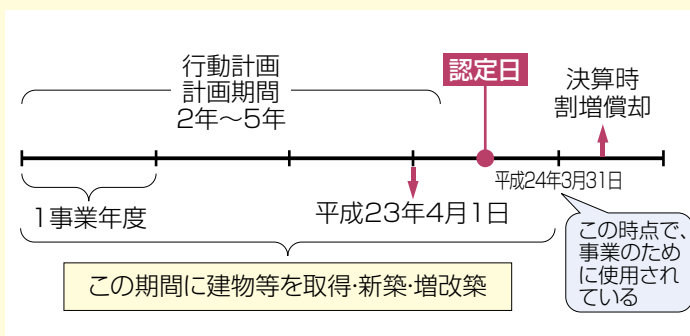 行動計画
計画期間
2年～5年
認定日
決算時
割増償却
1事業年度
平成23年4月1日
平成24年3月31日
この時点で、
事業のため
に使用され
ている
この期間に建物等を取得・新築・増改築